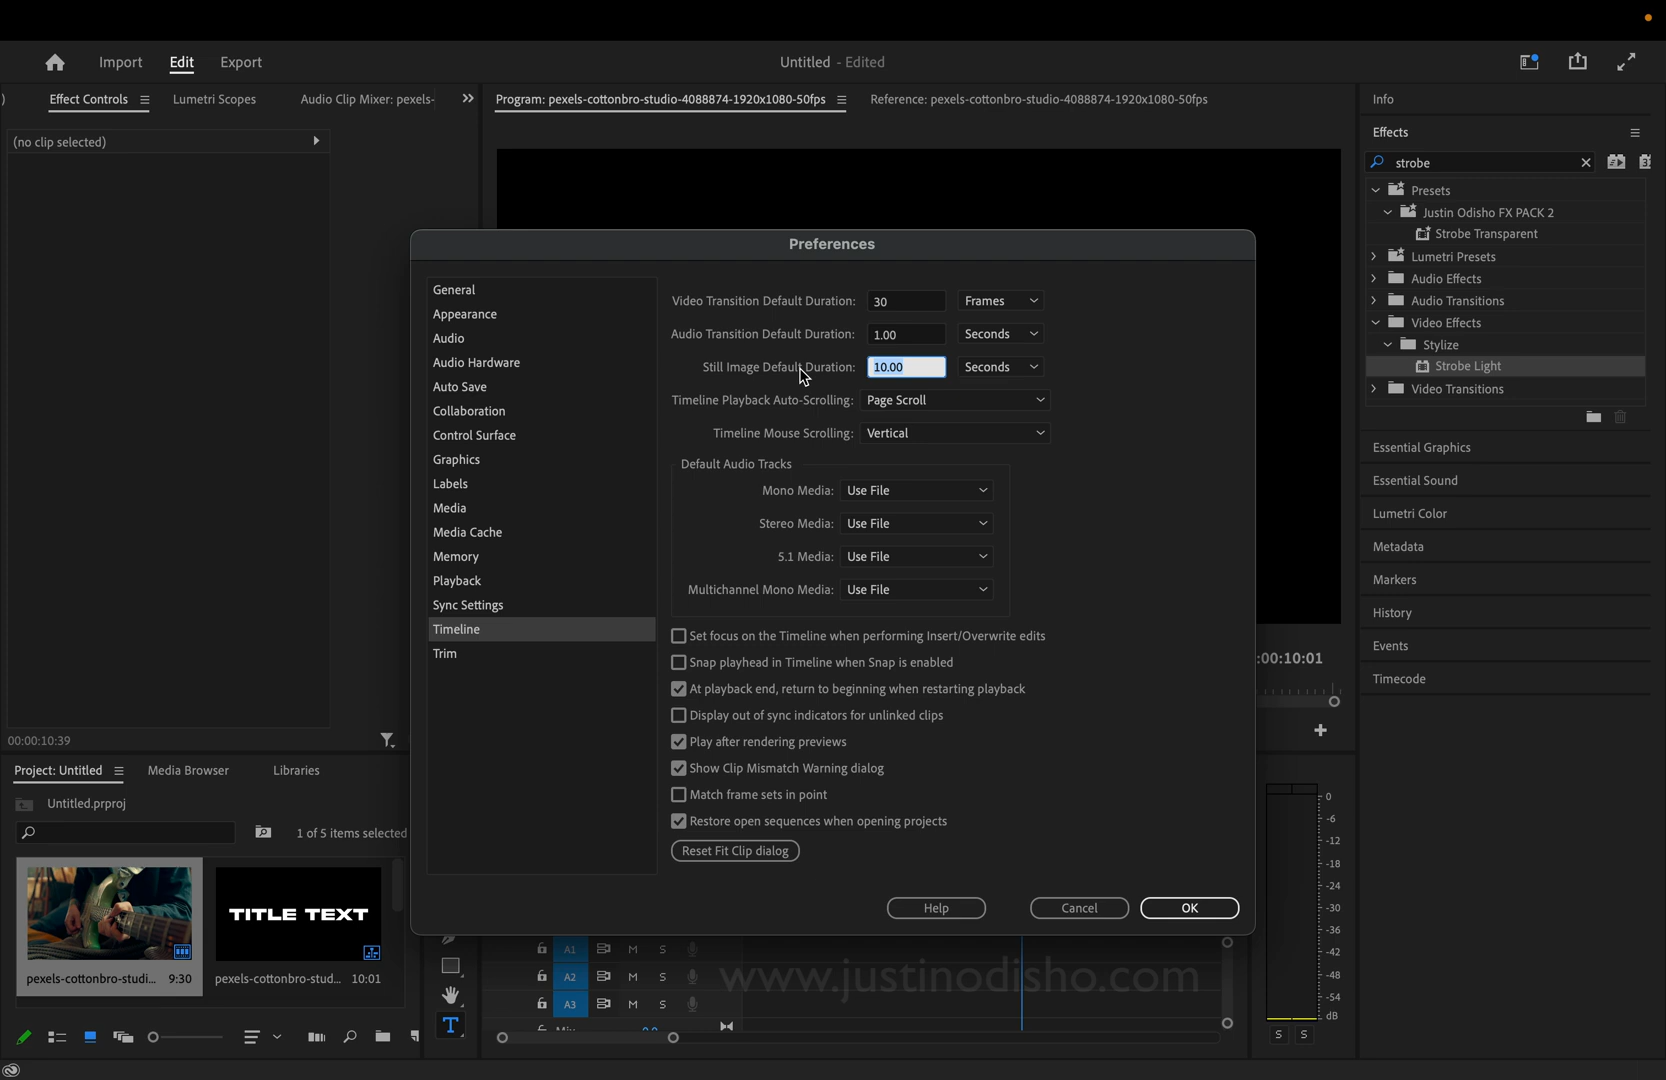 Import
Edit
Export
Untitled - Edited
Effect Controls
Lumetri Scopes
Audio Clip Mixer: pexels-
Program: pexels-cottonbro-studio-4088874-1920x1080-50fps
Reference: pexels-cottonbro-studio-4088874-1920x1080-50fps
(no clip selected)
00:00:10:39
Info
Effects
strobe
Presets
Justin Odisho FX PACK 2
Strobe Transparent
Lumetri Presets
Audio Effects
Audio Transitions
Video Effects
Stylize
Strobe Light
Video Transitions
Essential Graphics
Essential Sound
Lumetri Color
Metadata
Markers
History
Events
Timecode
Preferences
General
Appearance
Audio
Audio Hardware
Auto Save
Collaboration
Control Surface
Graphics
Labels
Media
Media Cache
Memory
Playback
Sync Settings
Timeline
Trim
Video Transition Default Duration: 30 Frames
Audio Transition Default Duration: 1.00 Seconds
Still Image Default Duration: 10.00 Seconds
Timeline Playback Auto-Scrolling: Page Scroll
Timeline Mouse Scrolling: Vertical
Default Audio Tracks
Mono Media: Use File
Stereo Media: Use File
5.1 Media: Use File
Multichannel Mono Media: Use File
Set focus on the Timeline when performing Insert/Overwrite edits
Snap playhead in Timeline when Snap is enabled
At playback end, return to beginning when restarting playback
Display out of sync indicators for unlinked clips
Play after rendering previews
Show Clip Mismatch Warning dialog
Match frame sets in point
Restore open sequences when opening projects
Reset Fit Clip dialog
Help
Cancel
OK
:00:10:01
Project: Untitled
Media Browser
Libraries
Untitled.prproj
1 of 5 items selected
TITLE TEXT
pexels-cottonbro-studi... 9:30
pexels-cottonbro-stud... 10:01
A1 M S
A2 M S
A3 M S
www.justinodisho.com
0
-6
-12
-18
-24
-30
-36
-42
-48
-54
dB
S S